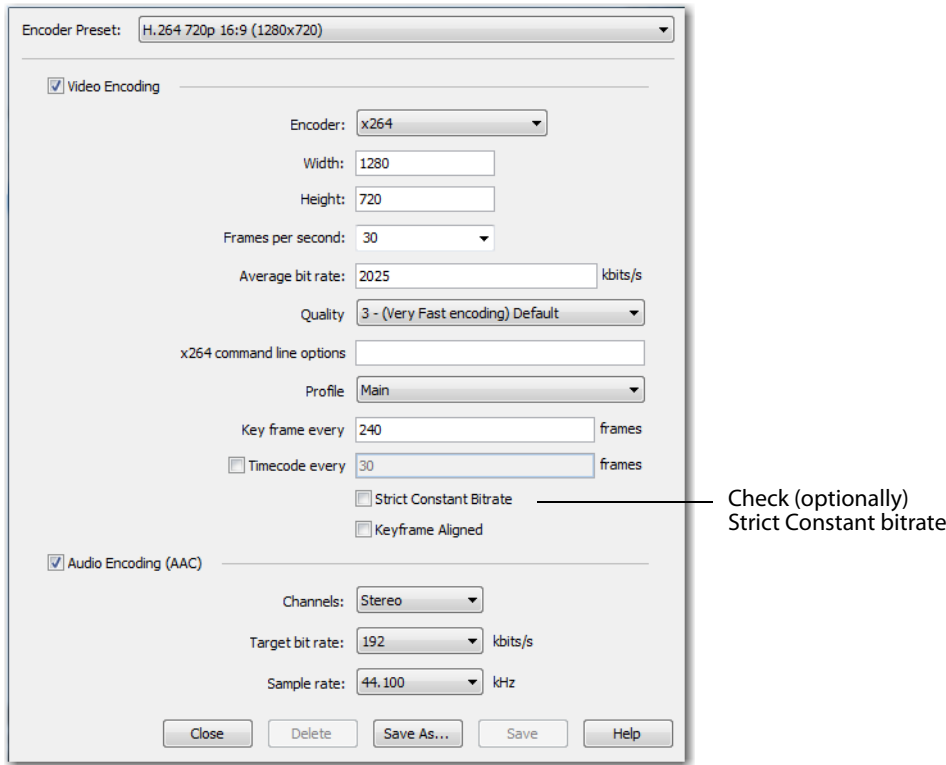 Encoder Preset: H.264 720p 16:9 (1280x720)
Video Encoding
Encoder: x264
Width: 1280
Height: 720
Frames per second: 30
Average bit rate: 2025 kbits/s
Quality 3 - (Very Fast encoding) Default
x264 command line options
Profile Main
Key frame every 240 frames
Timecode every 30 frames
Strict Constant Bitrate
Check (optionally)
Strict Constant bitrate
Keyframe Aligned
Audio Encoding (AAC)
Channels: Stereo
Target bit rate: 192 kbits/s
Sample rate: 44.100 kHz
Close Delete Save As... Save Help